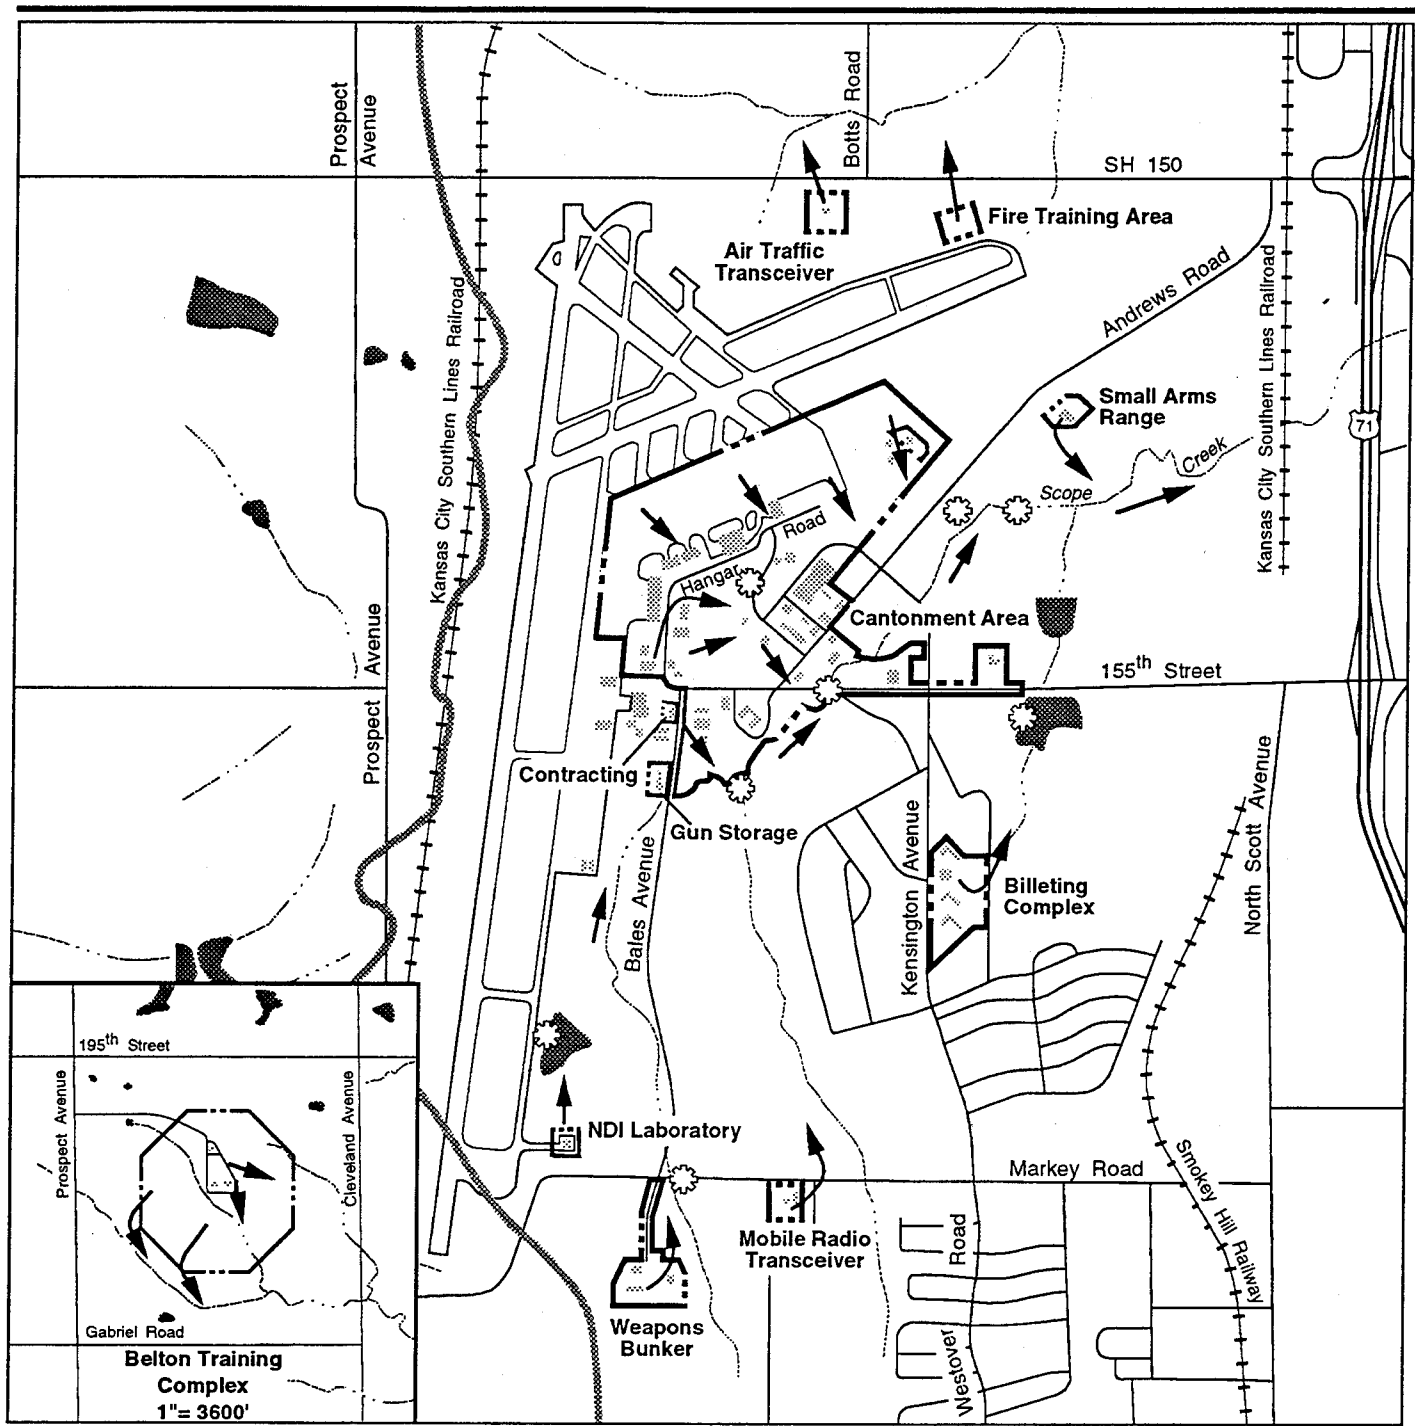 Prospect
Avenue
Botts Road
SH 150
Fire Training Area
Air Traffic
Transceiver
Andrews Road
Kansas City Southern Lines Railroad
Kansas City Southern Lines Railroad
Small Arms
Range
71
Scope
Creek
Road
Hangar
Cantonment Area
155th Street
Prospect Avenue
Contracting
Gun Storage
Bales Avenue
Kensington Avenue
Billeting
Complex
North Scott Avenue
195th Street
Prospect Avenue
Cleveland Avenue
Gabriel Road
Belton Training
Complex
1"= 3600'
NDI Laboratory
Markey Road
Smokey Hill Railway
Mobile Radio
Transceiver
Weapons
Bunker
Westover Road